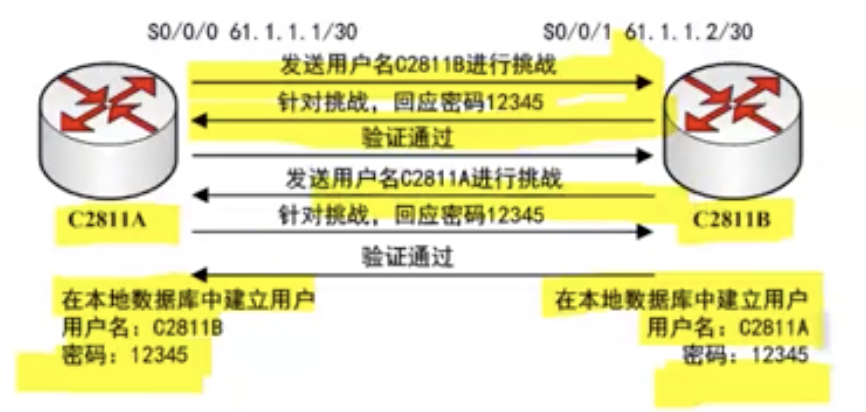 S0/0/0 61.1.1.1/30
S0/0/1 61.1.1.2/30
发送用户名C2811B进行挑战
针对挑战，回应密码12345
验证通过
发送用户名C2811A进行挑战
针对挑战，回应密码12345
验证通过
C2811A
C2811B
在本地数据库中建立用户
用户名：C2811B
密码：12345
在本地数据库中建立用户
用户名：C2811A
密码：12345